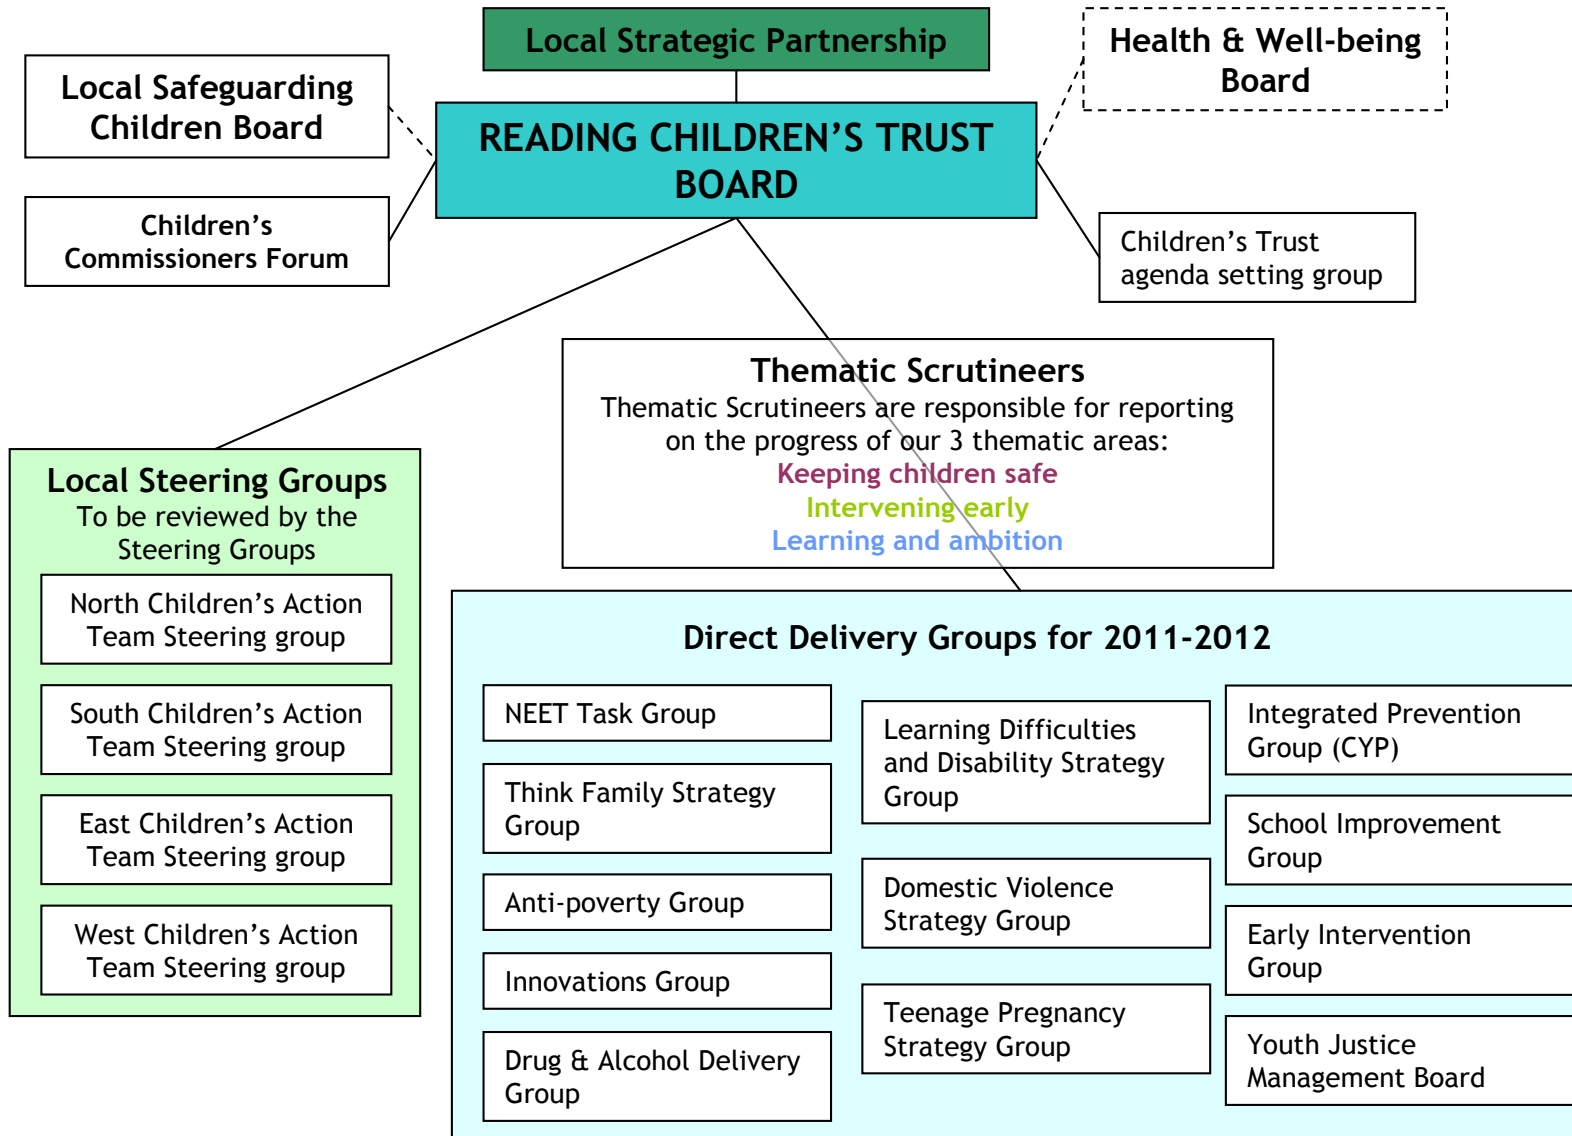 Local Strategic Partnership
Health & Well-being
Board
Local Safeguarding
Children Board
READING CHILDREN’S TRUST
BOARD
Children’s
Commissioners Forum
Children’s Trust
agenda setting group
Thematic Scrutineers
Thematic Scrutineers are responsible for reporting
on the progress of our 3 thematic areas:
Keeping children safe
Intervening early
Learning and ambition
Local Steering Groups
To be reviewed by the
Steering Groups
North Children’s Action
Team Steering group
South Children’s Action
Team Steering group
East Children’s Action
Team Steering group
West Children’s Action
Team Steering group
Direct Delivery Groups for 2011-2012
NEET Task Group
Think Family Strategy
Group
Anti-poverty Group
Innovations Group
Drug & Alcohol Delivery
Group
Learning Difficulties
and Disability Strategy
Group
Domestic Violence
Strategy Group
Teenage Pregnancy
Strategy Group
Integrated Prevention
Group (CYP)
School Improvement
Group
Early Intervention
Group
Youth Justice
Management Board